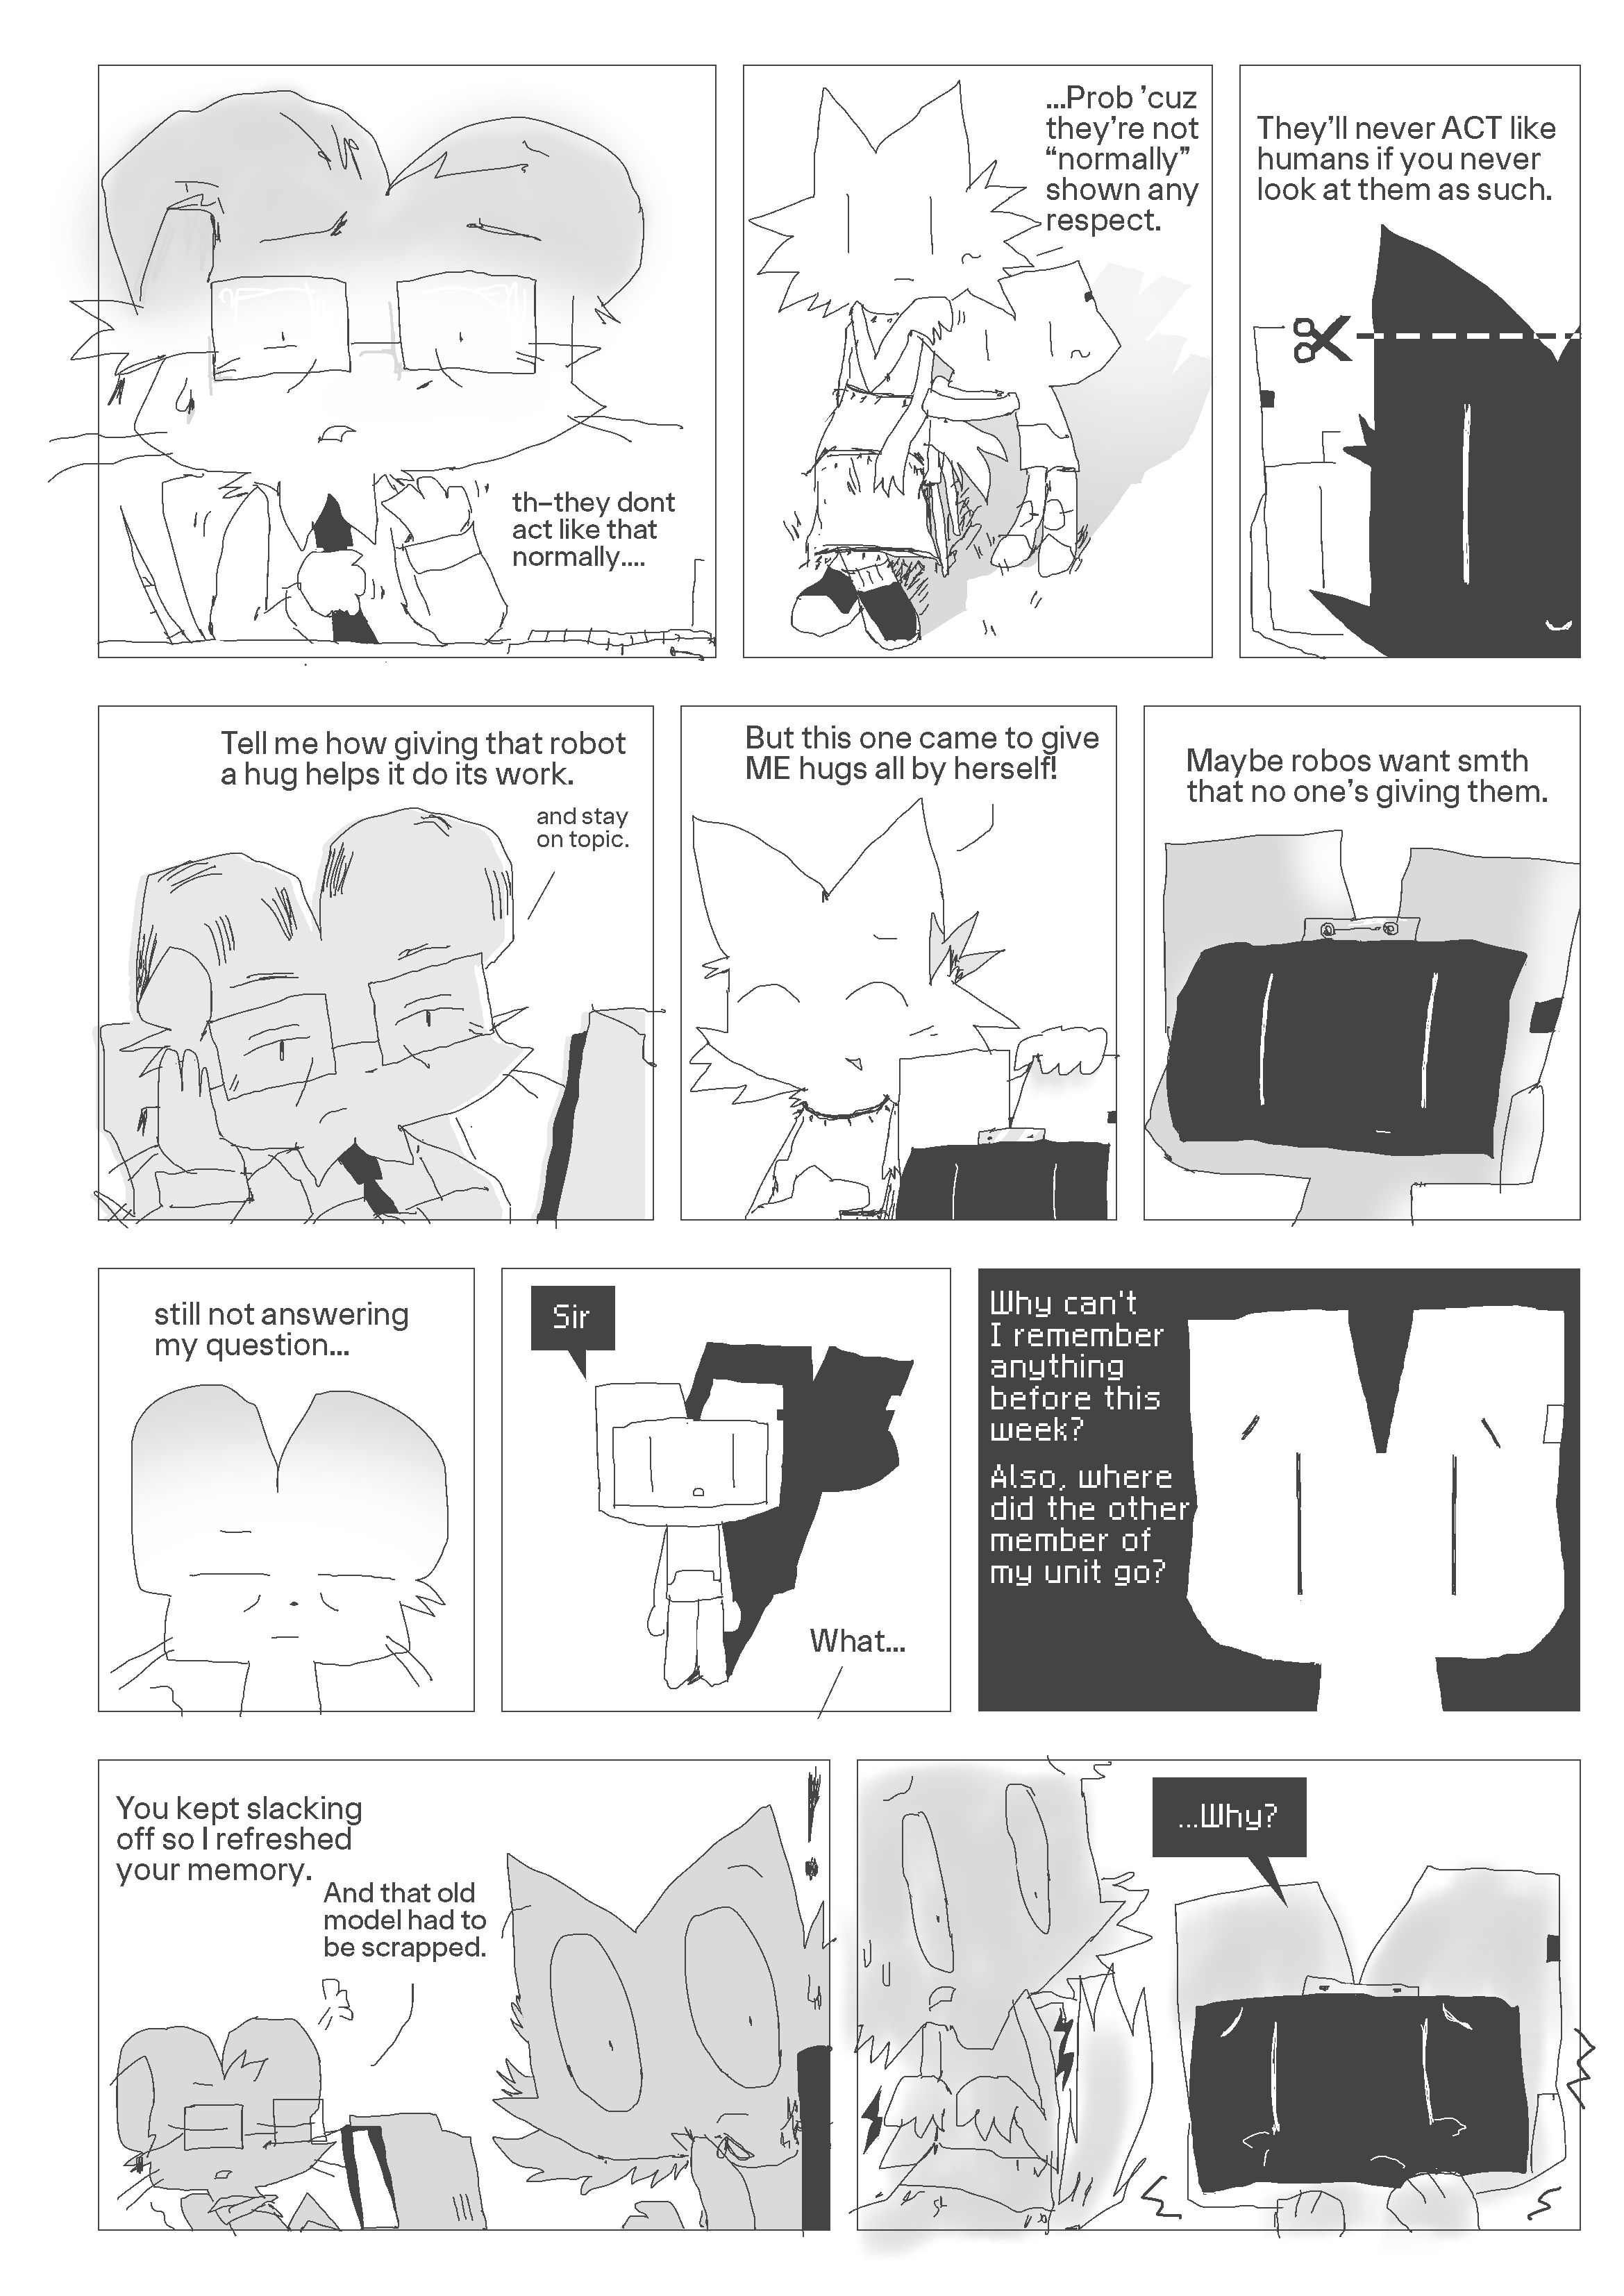 th–they dont
act like that
normally....
...Prob ’cuz
they’re not
“normally”
shown any
respect.
They’ll never ACT like
humans if you never
look at them as such.
Tell me how giving that robot
a hug helps it do its work.
and stay
on topic.
But this one came to give
ME hugs all by herself!
Maybe robos want smth
that no one’s giving them.
still not answering
my question...
Sir
What...
Why can't
I remember
anything
before this
week?
Also, where
did the other
member of
my unit go?
You kept slacking
off so I refreshed
your memory.
And that old
model had to
be scrapped.
...Why?